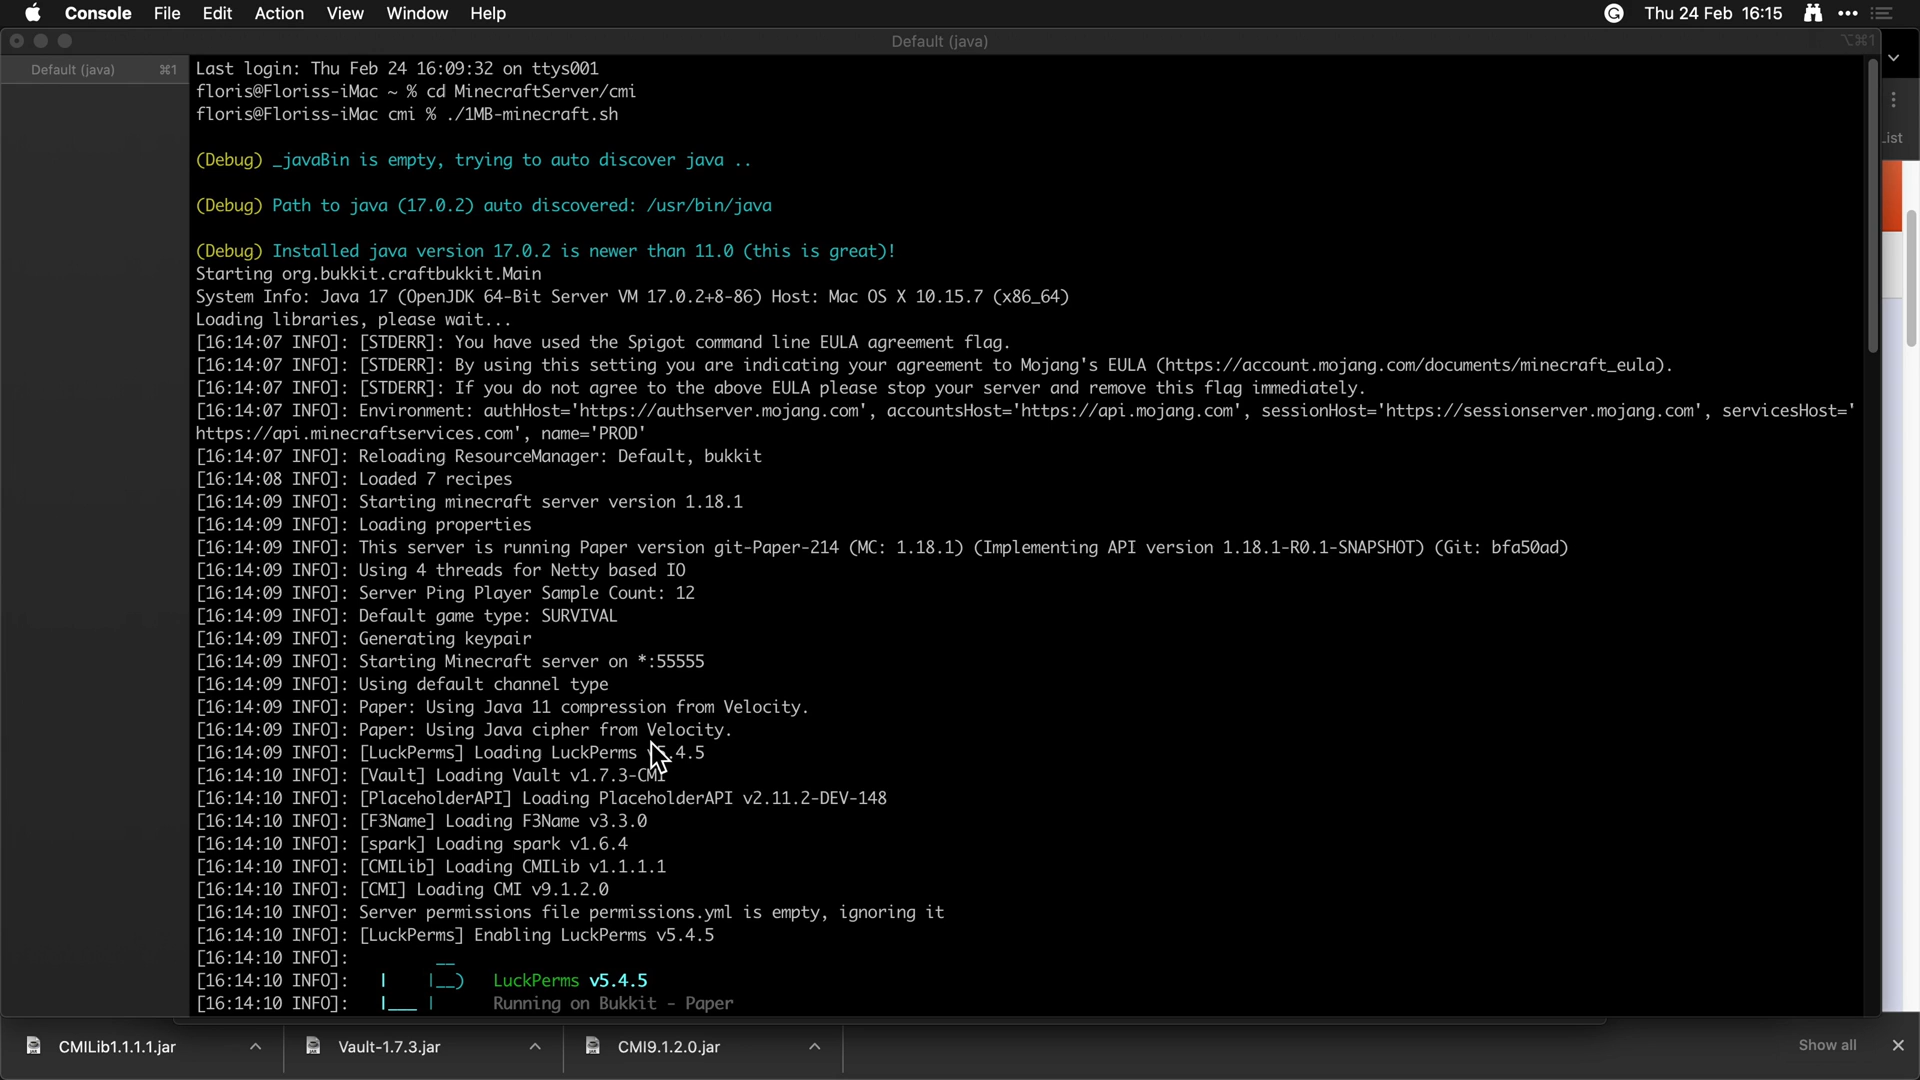 Console File Edit Action View Window Help
Thu 24 Feb 16:15
Default (java)
⌥⌘1
Default (java) ⌘1
Last login: Thu Feb 24 16:09:32 on ttys001
floris@Floriss-iMac ~ % cd MinecraftServer/cmi
floris@Floriss-iMac cmi % ./1MB-minecraft.sh
(Debug) _javaBin is empty, trying to auto discover java ..
(Debug) Path to java (17.0.2) auto discovered: /usr/bin/java
(Debug) Installed java version 17.0.2 is newer than 11.0 (this is great)!
Starting org.bukkit.craftbukkit.Main
System Info: Java 17 (OpenJDK 64-Bit Server VM 17.0.2+8-86) Host: Mac OS X 10.15.7 (x86_64)
Loading libraries, please wait...
[16:14:07 INFO]: [STDERR]: You have used the Spigot command line EULA agreement flag.
[16:14:07 INFO]: [STDERR]: By using this setting you are indicating your agreement to Mojang's EULA (https://account.mojang.com/documents/minecraft_eula).
[16:14:07 INFO]: [STDERR]: If you do not agree to the above EULA please stop your server and remove this flag immediately.
[16:14:07 INFO]: Environment: authHost='https://authserver.mojang.com', accountsHost='https://api.mojang.com', sessionHost='https://sessionserver.mojang.com', servicesHost='
https://api.minecraftservices.com', name='PROD'
[16:14:07 INFO]: Reloading ResourceManager: Default, bukkit
[16:14:08 INFO]: Loaded 7 recipes
[16:14:09 INFO]: Starting minecraft server version 1.18.1
[16:14:09 INFO]: Loading properties
[16:14:09 INFO]: This server is running Paper version git-Paper-214 (MC: 1.18.1) (Implementing API version 1.18.1-R0.1-SNAPSHOT) (Git: bfa50ad)
[16:14:09 INFO]: Using 4 threads for Netty based IO
[16:14:09 INFO]: Server Ping Player Sample Count: 12
[16:14:09 INFO]: Default game type: SURVIVAL
[16:14:09 INFO]: Generating keypair
[16:14:09 INFO]: Starting Minecraft server on *:55555
[16:14:09 INFO]: Using default channel type
[16:14:09 INFO]: Paper: Using Java 11 compression from Velocity.
[16:14:09 INFO]: Paper: Using Java cipher from Velocity.
[16:14:09 INFO]: [LuckPerms] Loading LuckPerms v5.4.5
[16:14:10 INFO]: [Vault] Loading Vault v1.7.3-CMI
[16:14:10 INFO]: [PlaceholderAPI] Loading PlaceholderAPI v2.11.2-DEV-148
[16:14:10 INFO]: [F3Name] Loading F3Name v3.3.0
[16:14:10 INFO]: [spark] Loading spark v1.6.4
[16:14:10 INFO]: [CMILib] Loading CMILib v1.1.1.1
[16:14:10 INFO]: [CMI] Loading CMI v9.1.2.0
[16:14:10 INFO]: Server permissions file permissions.yml is empty, ignoring it
[16:14:10 INFO]: [LuckPerms] Enabling LuckPerms v5.4.5
[16:14:10 INFO]:         __
[16:14:10 INFO]:   |    |__)   LuckPerms v5.4.5
[16:14:10 INFO]:   |___ |      Running on Bukkit - Paper
List
CMILib1.1.1.1.jar
Vault-1.7.3.jar
CMI9.1.2.0.jar
Show all